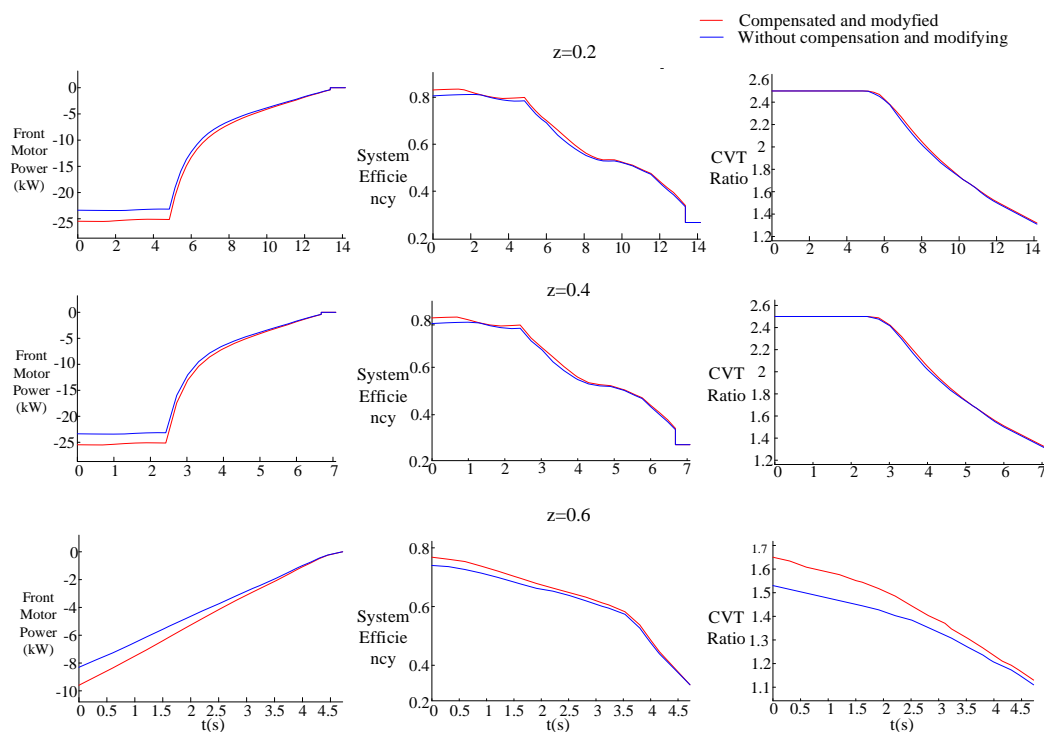 Compensated and modyfied
Without compensation and modifying
z=0.2
Front
Motor
Power
(kW)
0
-5
-10
-15
-20
-25
0 2 4 6 8 10 12 14
System
Efficie
ncy
0.8
0.6
0.4
0.2
0 2 4 6 8 10 12 14
CVT
Ratio
2.6
2.4
2.2
2
1.8
1.6
1.4
1.2
0 2 4 6 8 10 12 14
z=0.4
Front
Motor
Power
(kW)
0
-5
-10
-15
-20
-25
0 1 2 3 4 5 6 7
System
Efficie
ncy
0.8
0.6
0.4
0.2
0 1 2 3 4 5 6 7
CVT
Ratio
2.6
2.4
2.2
2
1.8
1.6
1.4
1.2
0 1 2 3 4 5 6 7
z=0.6
Front
Motor
Power
(kW)
0
-2
-4
-6
-8
-10
0 0.5 1 1.5 2 2.5 3 3.5 4 4.5
t(s)
System
Efficie
ncy
0.8
0.6
0.4
0.2
0 0.5 1 1.5 2 2.5 3 3.5 4 4.5
t(s)
CVT
Ratio
1.7
1.6
1.5
1.4
1.3
1.2
1.1
0 0.5 1 1.5 2 2.5 3 3.5 4 4.5
t(s)